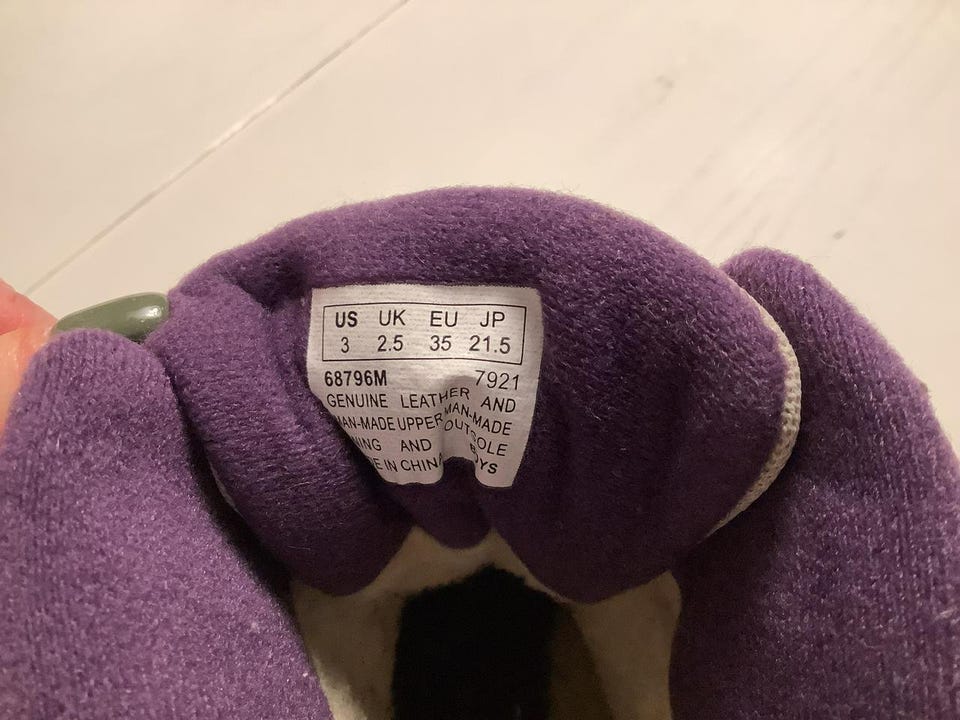 US UK EU JP
3 2.5 35 21.5
68796M 7921
GENUINE LEATHER AND
MAN-MADE UPPER MAN-MADE
AND OUTSOLE
IN CHINA